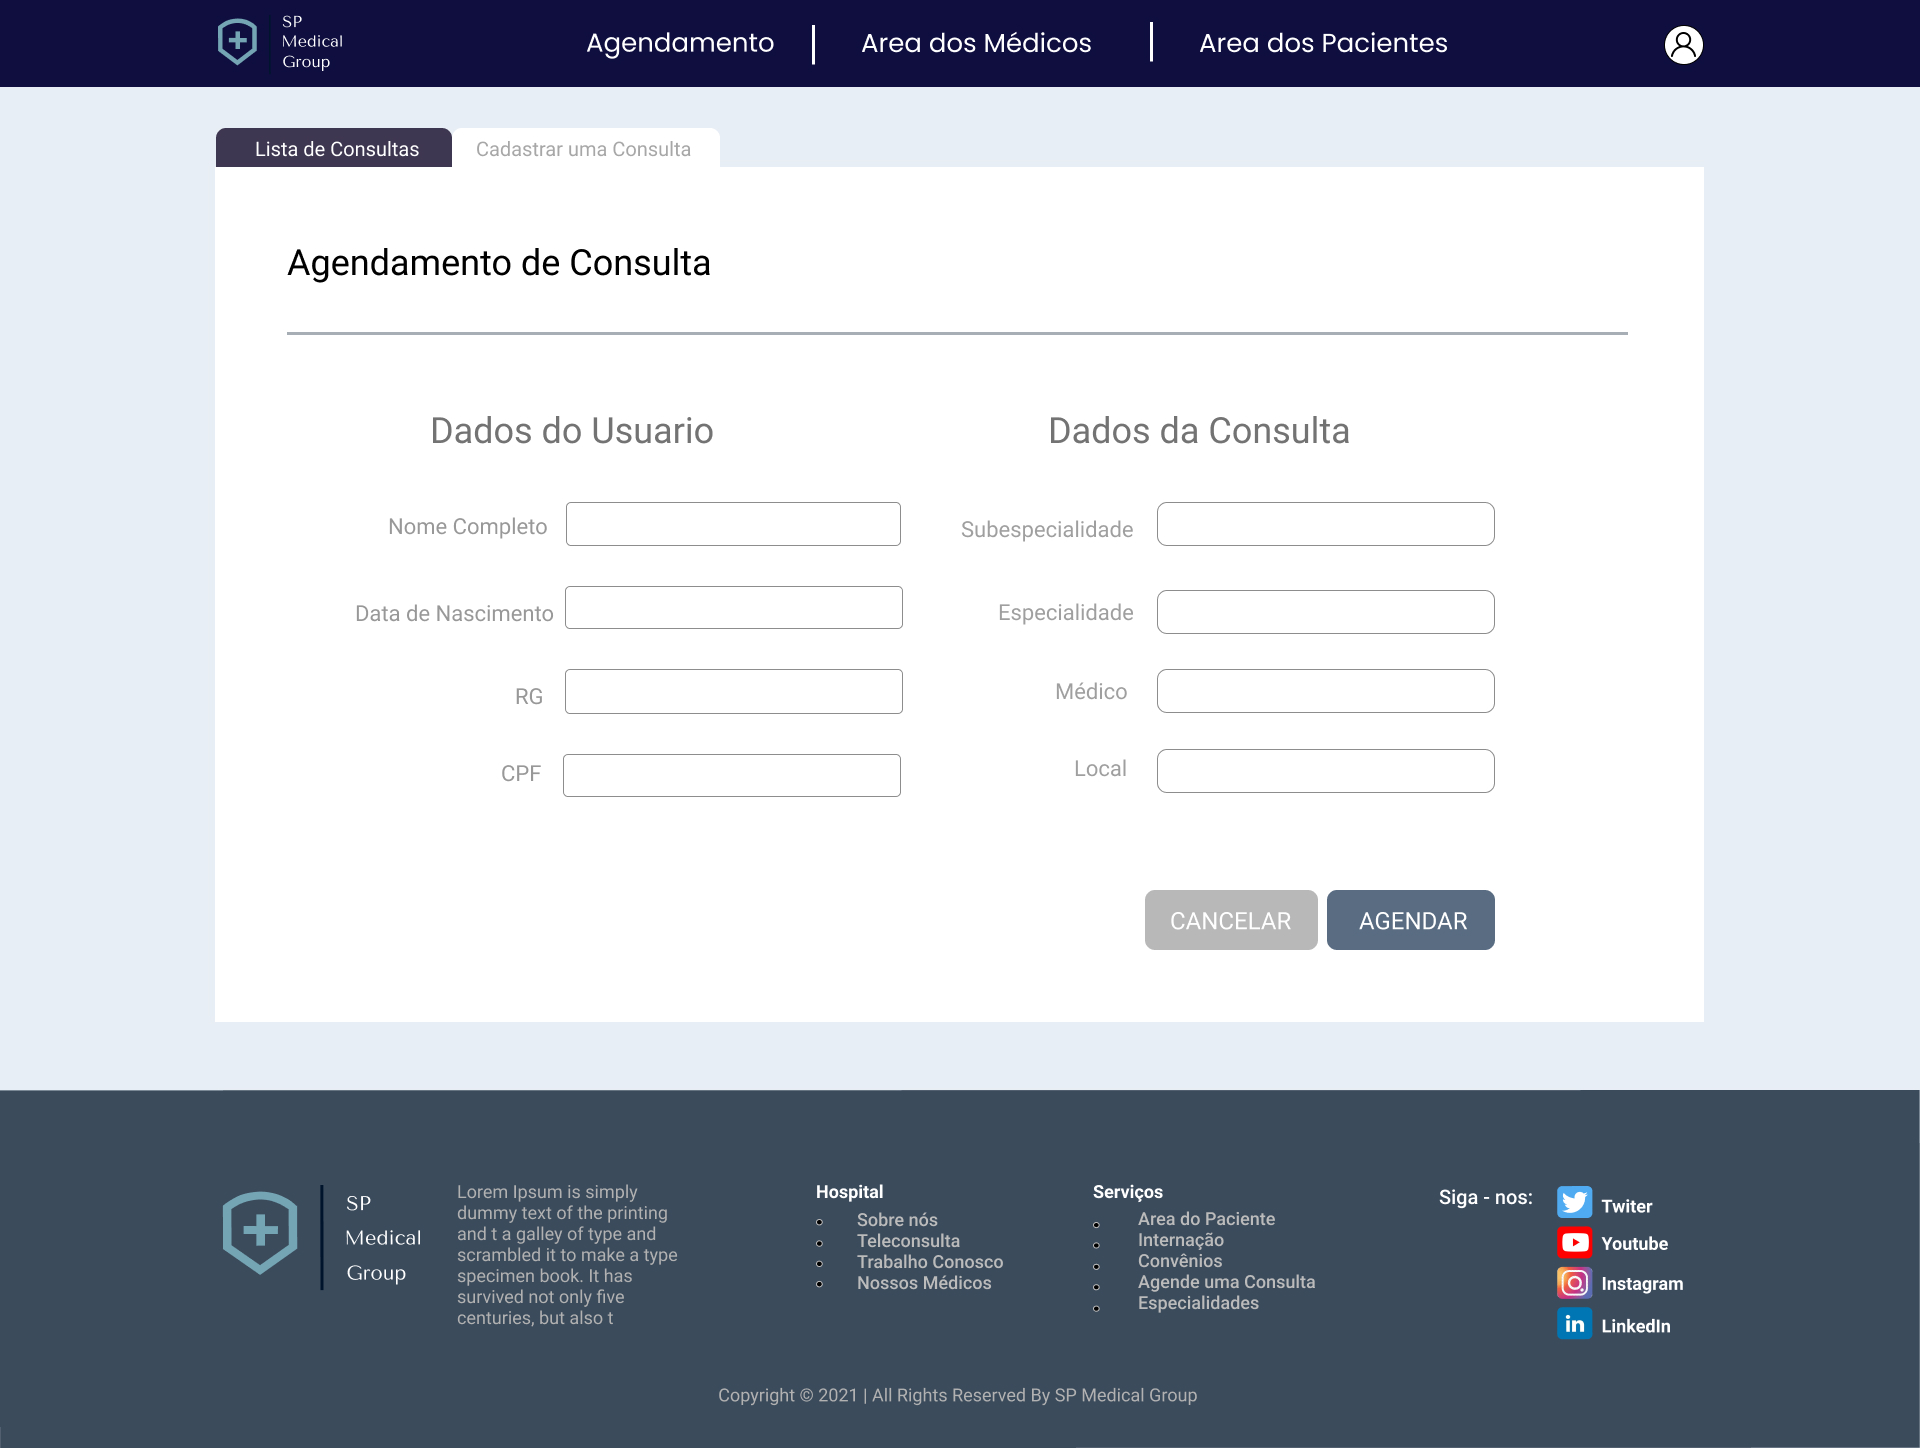 SP
Medical
Group
Agendamento
Area dos Médicos
Area dos Pacientes
Lista de Consultas
Cadastrar uma Consulta
Agendamento de Consulta
Dados do Usuario
Nome Completo
Data de Nascimento
RG
CPF
Dados da Consulta
Subespecialidade
Especialidade
Médico
Local
CANCELAR
AGENDAR
SP
Medical
Group
Lorem Ipsum is simply
dummy text of the printing
and t a galley of type and
scrambled it to make a type
specimen book. It has
survived not only five
centuries, but also t
Hospital
Sobre nós
Teleconsulta
Trabalho Conosco
Nossos Médicos
Serviços
Area do Paciente
Internação
Convênios
Agende uma Consulta
Especialidades
Siga - nos:
Twiter
Youtube
Instagram
LinkedIn
Copyright © 2021 | All Rights Reserved By SP Medical Group